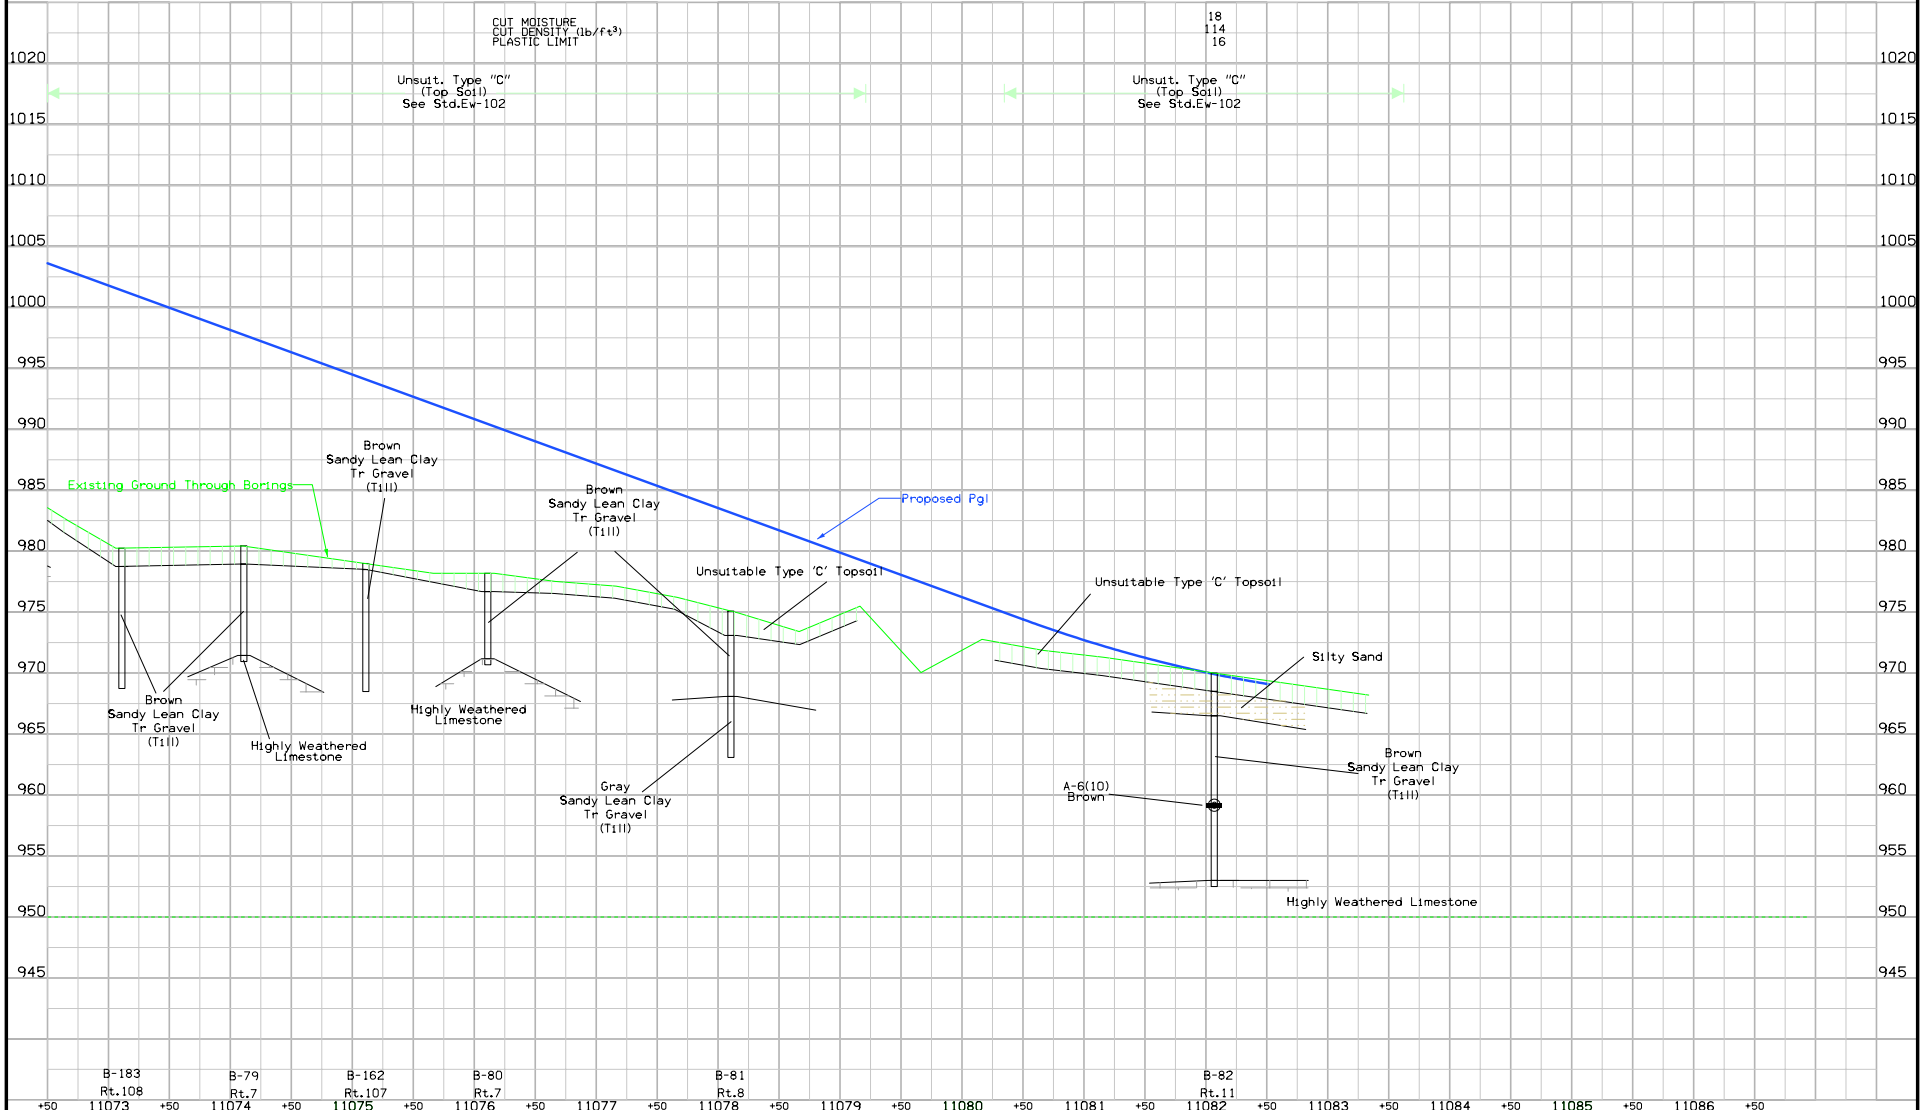 CUT MOISTURE
CUT DENSITY (lb/ft³)
PLASTIC LIMIT
18
114
16
1020
1020
Unsuit. Type "C"
(Top Soil)
See Std.Ew-102
Unsuit. Type "C"
(Top Soil)
See Std.Ew-102
1015
1015
1010
1010
1005
1005
1000
1000
995
995
990
990
Brown
Sandy Lean Clay
Tr Gravel
(Till)
Existing Ground Through Borings
985
985
Brown
Sandy Lean Clay
Tr Gravel
(Till)
Proposed Pgl
980
980
Unsuitable Type 'C' Topsoil
Unsuitable Type 'C' Topsoil
975
975
Silty Sand
970
970
Brown
Sandy Lean Clay
Tr Gravel
(Till)
Highly Weathered
Limestone
Highly Weathered
Limestone
965
965
Brown
Sandy Lean Clay
Tr Gravel
(Till)
Gray
Sandy Lean Clay
Tr Gravel
(Till)
A-6(10)
Brown
960
960
955
955
Highly Weathered Limestone
950
950
945
945
B-183
Rt.108
B-79
Rt.7
B-162
Rt.107
B-80
Rt.7
B-81
Rt.8
B-82
Rt.11
+50 11073 +50 11074 +50 11075 +50 11076 +50 11077 +50 11078 +50 11079 +50 11080 +50 11081 +50 11082 +50 11083 +50 11084 +50 11085 +50 11086 +50